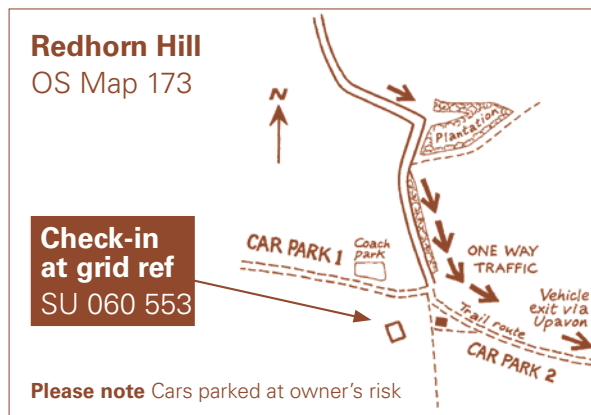 Redhorn Hill
OS Map 173
N
Plantation
Check-in
at grid ref
SU 060 553
CAR PARK 1
Coach
park
ONE WAY
TRAFFIC
Vehicle
exit via
Upavon
Trail route
CAR PARK 2
Please note Cars parked at owner's risk